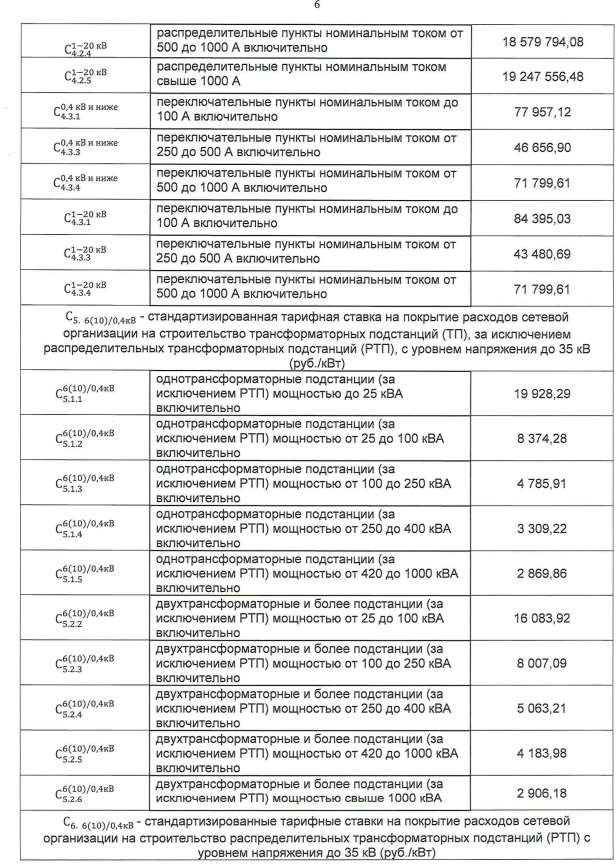 6
C 1−20 кВ 4.2.4 распределительные пункты номинальным током от 18 579 794,08
500 до 1000 А включительно
C 1−20 кВ 4.2.5 распределительные пункты номинальным током 19 247 556,48
свыше 1000 А
C 0,4 кВ и ниже 4.3.1 переключательные пункты номинальным током до 77 957,12
100 А включительно
C 0,4 кВ и ниже 4.3.3 переключательные пункты номинальным током от 46 656,90
250 до 500 А включительно
C 0,4 кВ и ниже 4.3.4 переключательные пункты номинальным током от 71 799,61
500 до 1000 А включительно
C 1−20 кВ 4.3.1 переключательные пункты номинальным током до 84 395,03
100 А включительно
C 1−20 кВ 4.3.3 переключательные пункты номинальным током от 43 480,69
250 до 500 А включительно
C 1−20 кВ 4.3.4 переключательные пункты номинальным током от 71 799,61
500 до 1000 А включительно
C5. 6(10)/0,4кВ - стандартизированная тарифная ставка на покрытие расходов сетевой
организации на строительство трансформаторных подстанций (ТП), за исключением
распределительных трансформаторных подстанций (РТП), с уровнем напряжения до 35 кВ
(руб./кВт)
C 6(10)/0,4кВ 5.1.1 однотрансформаторные подстанции (за
исключением РТП) мощностью до 25 кВА 19 928,29
включительно
C 6(10)/0,4кВ 5.1.2 однотрансформаторные подстанции (за
исключением РТП) мощностью от 25 до 100 кВА 8 374,28
включительно
C 6(10)/0,4кВ 5.1.3 однотрансформаторные подстанции (за
исключением РТП) мощностью от 100 до 250 кВА 4 785,91
включительно
C 6(10)/0,4кВ 5.1.4 однотрансформаторные подстанции (за
исключением РТП) мощностью от 250 до 400 кВА 3 309,22
включительно
C 6(10)/0,4кВ 5.1.5 однотрансформаторные подстанции (за
исключением РТП) мощностью от 420 до 1000 кВА 2 869,86
включительно
C 6(10)/0,4кВ 5.2.2 двухтрансформаторные и более подстанции (за
исключением РТП) мощностью от 25 до 100 кВА 16 083,92
включительно
C 6(10)/0,4кВ 5.2.3 двухтрансформаторные и более подстанции (за
исключением РТП) мощностью от 100 до 250 кВА 8 007,09
включительно
C 6(10)/0,4кВ 5.2.4 двухтрансформаторные и более подстанции (за
исключением РТП) мощностью от 250 до 400 кВА 5 063,21
включительно
C 6(10)/0,4кВ 5.2.5 двухтрансформаторные и более подстанции (за
исключением РТП) мощностью от 420 до 1000 кВА 4 183,98
включительно
C 6(10)/0,4кВ 5.2.6 двухтрансформаторные и более подстанции (за 2 906,18
исключением РТП) мощностью свыше 1000 кВА
C6. 6(10)/0,4кВ - стандартизированные тарифные ставки на покрытие расходов сетевой
организации на строительство распределительных трансформаторных подстанций (РТП) с
уровнем напряжения до 35 кВ (руб./кВт)